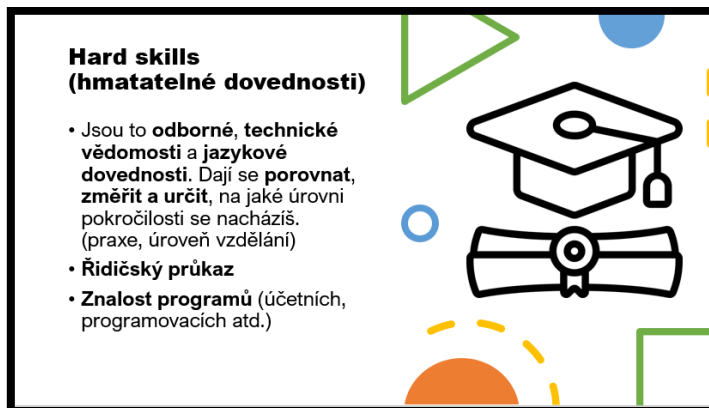 Hard skills
(hmatatelné dovednosti)
• Jsou to odborné, technické
vědomosti a jazykové
dovednosti. Dají se porovnat,
změřit a určit, na jaké úrovni
pokročilosti se nacházíš.
(praxe, úroveň vzdělání)
• Řidičský průkaz
• Znalost programů (účetních,
programovacích atd.)